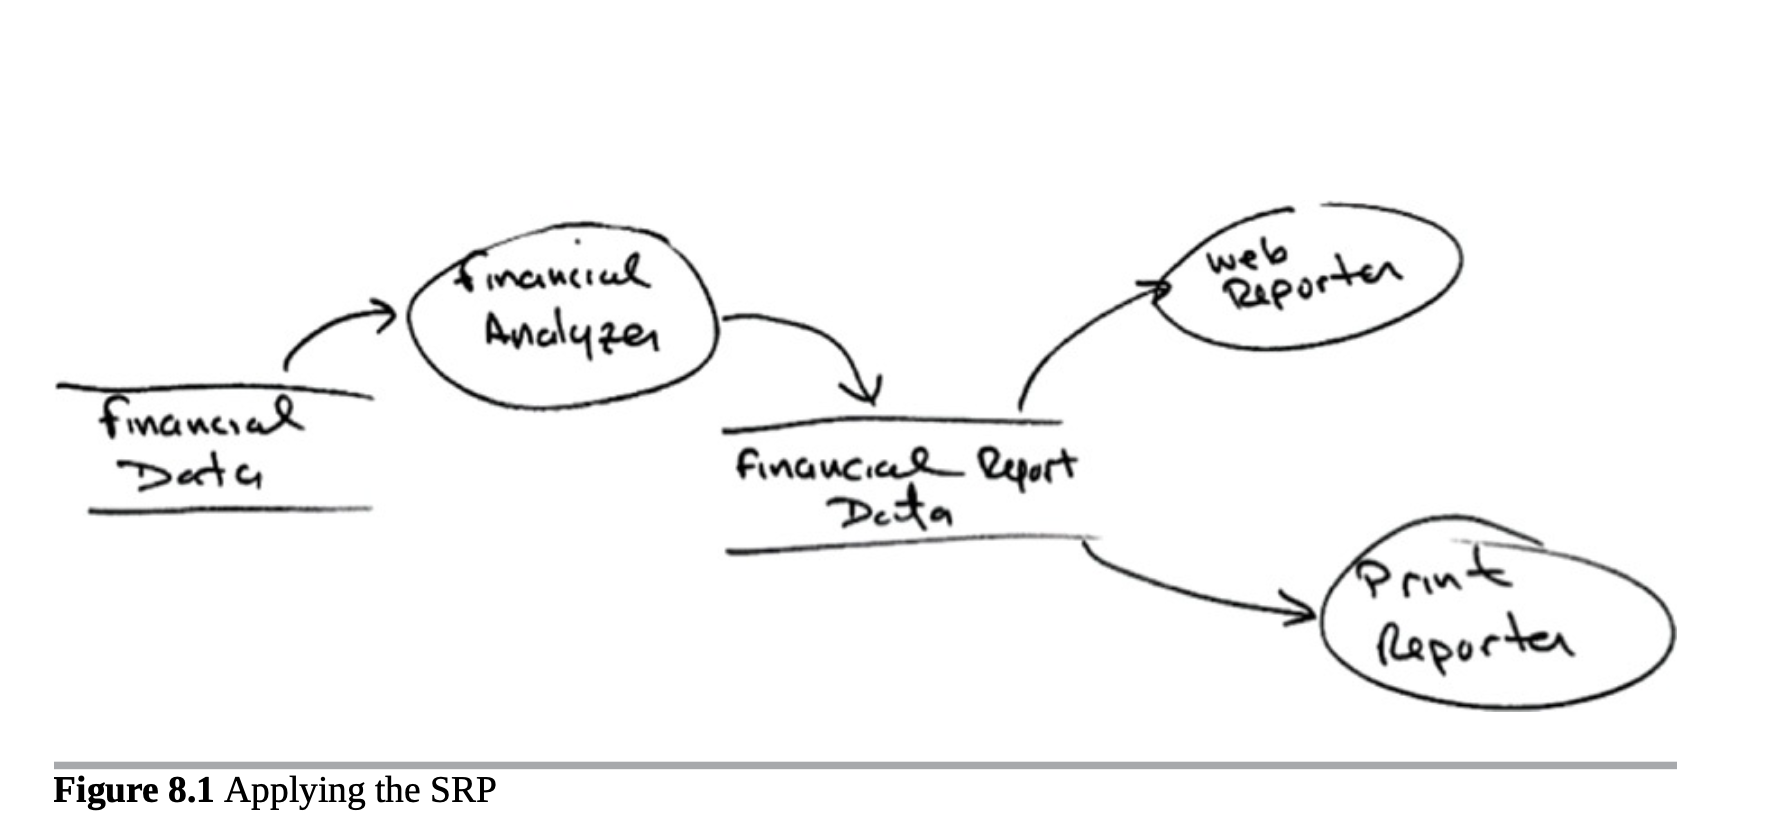 Financial
Analyzer
Web
Reporter
Financial
Data
Financial Report
Data
Print
Reporter
Figure 8.1 Applying the SRP